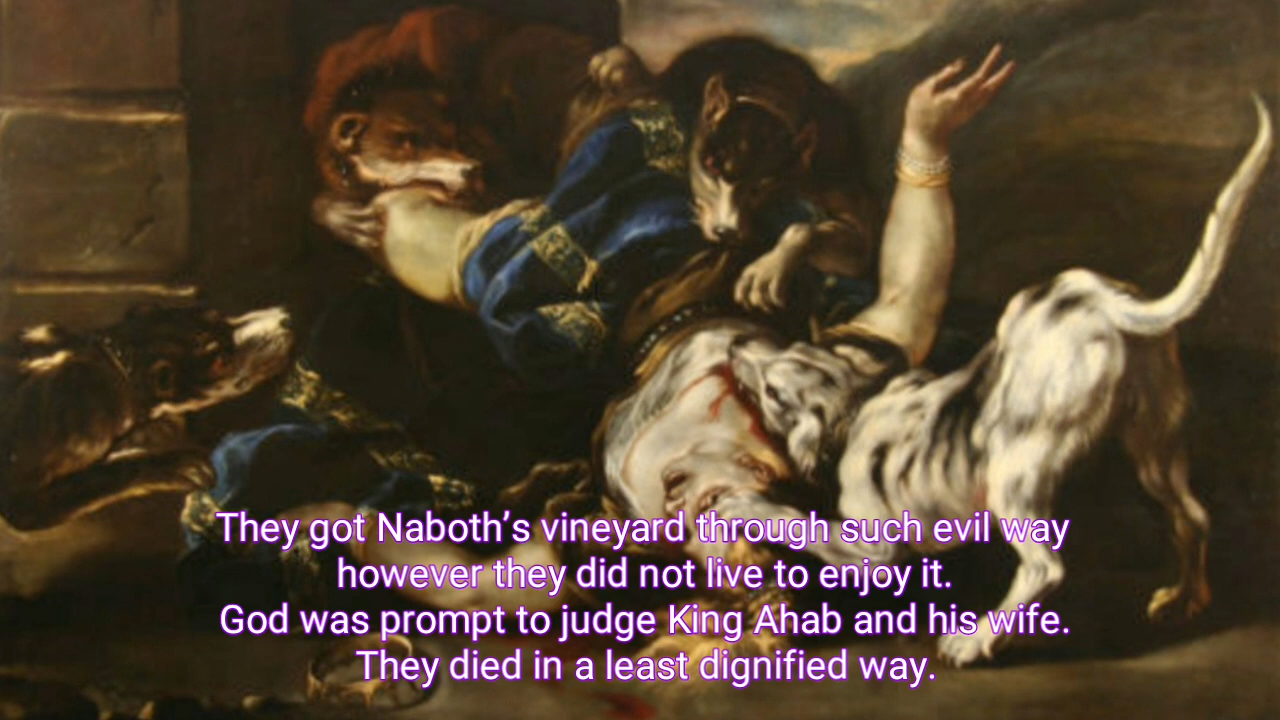 They got Naboth’s vineyard through such evil way
however they did not live to enjoy it.
God was prompt to judge King Ahab and his wife.
They died in a least dignified way.